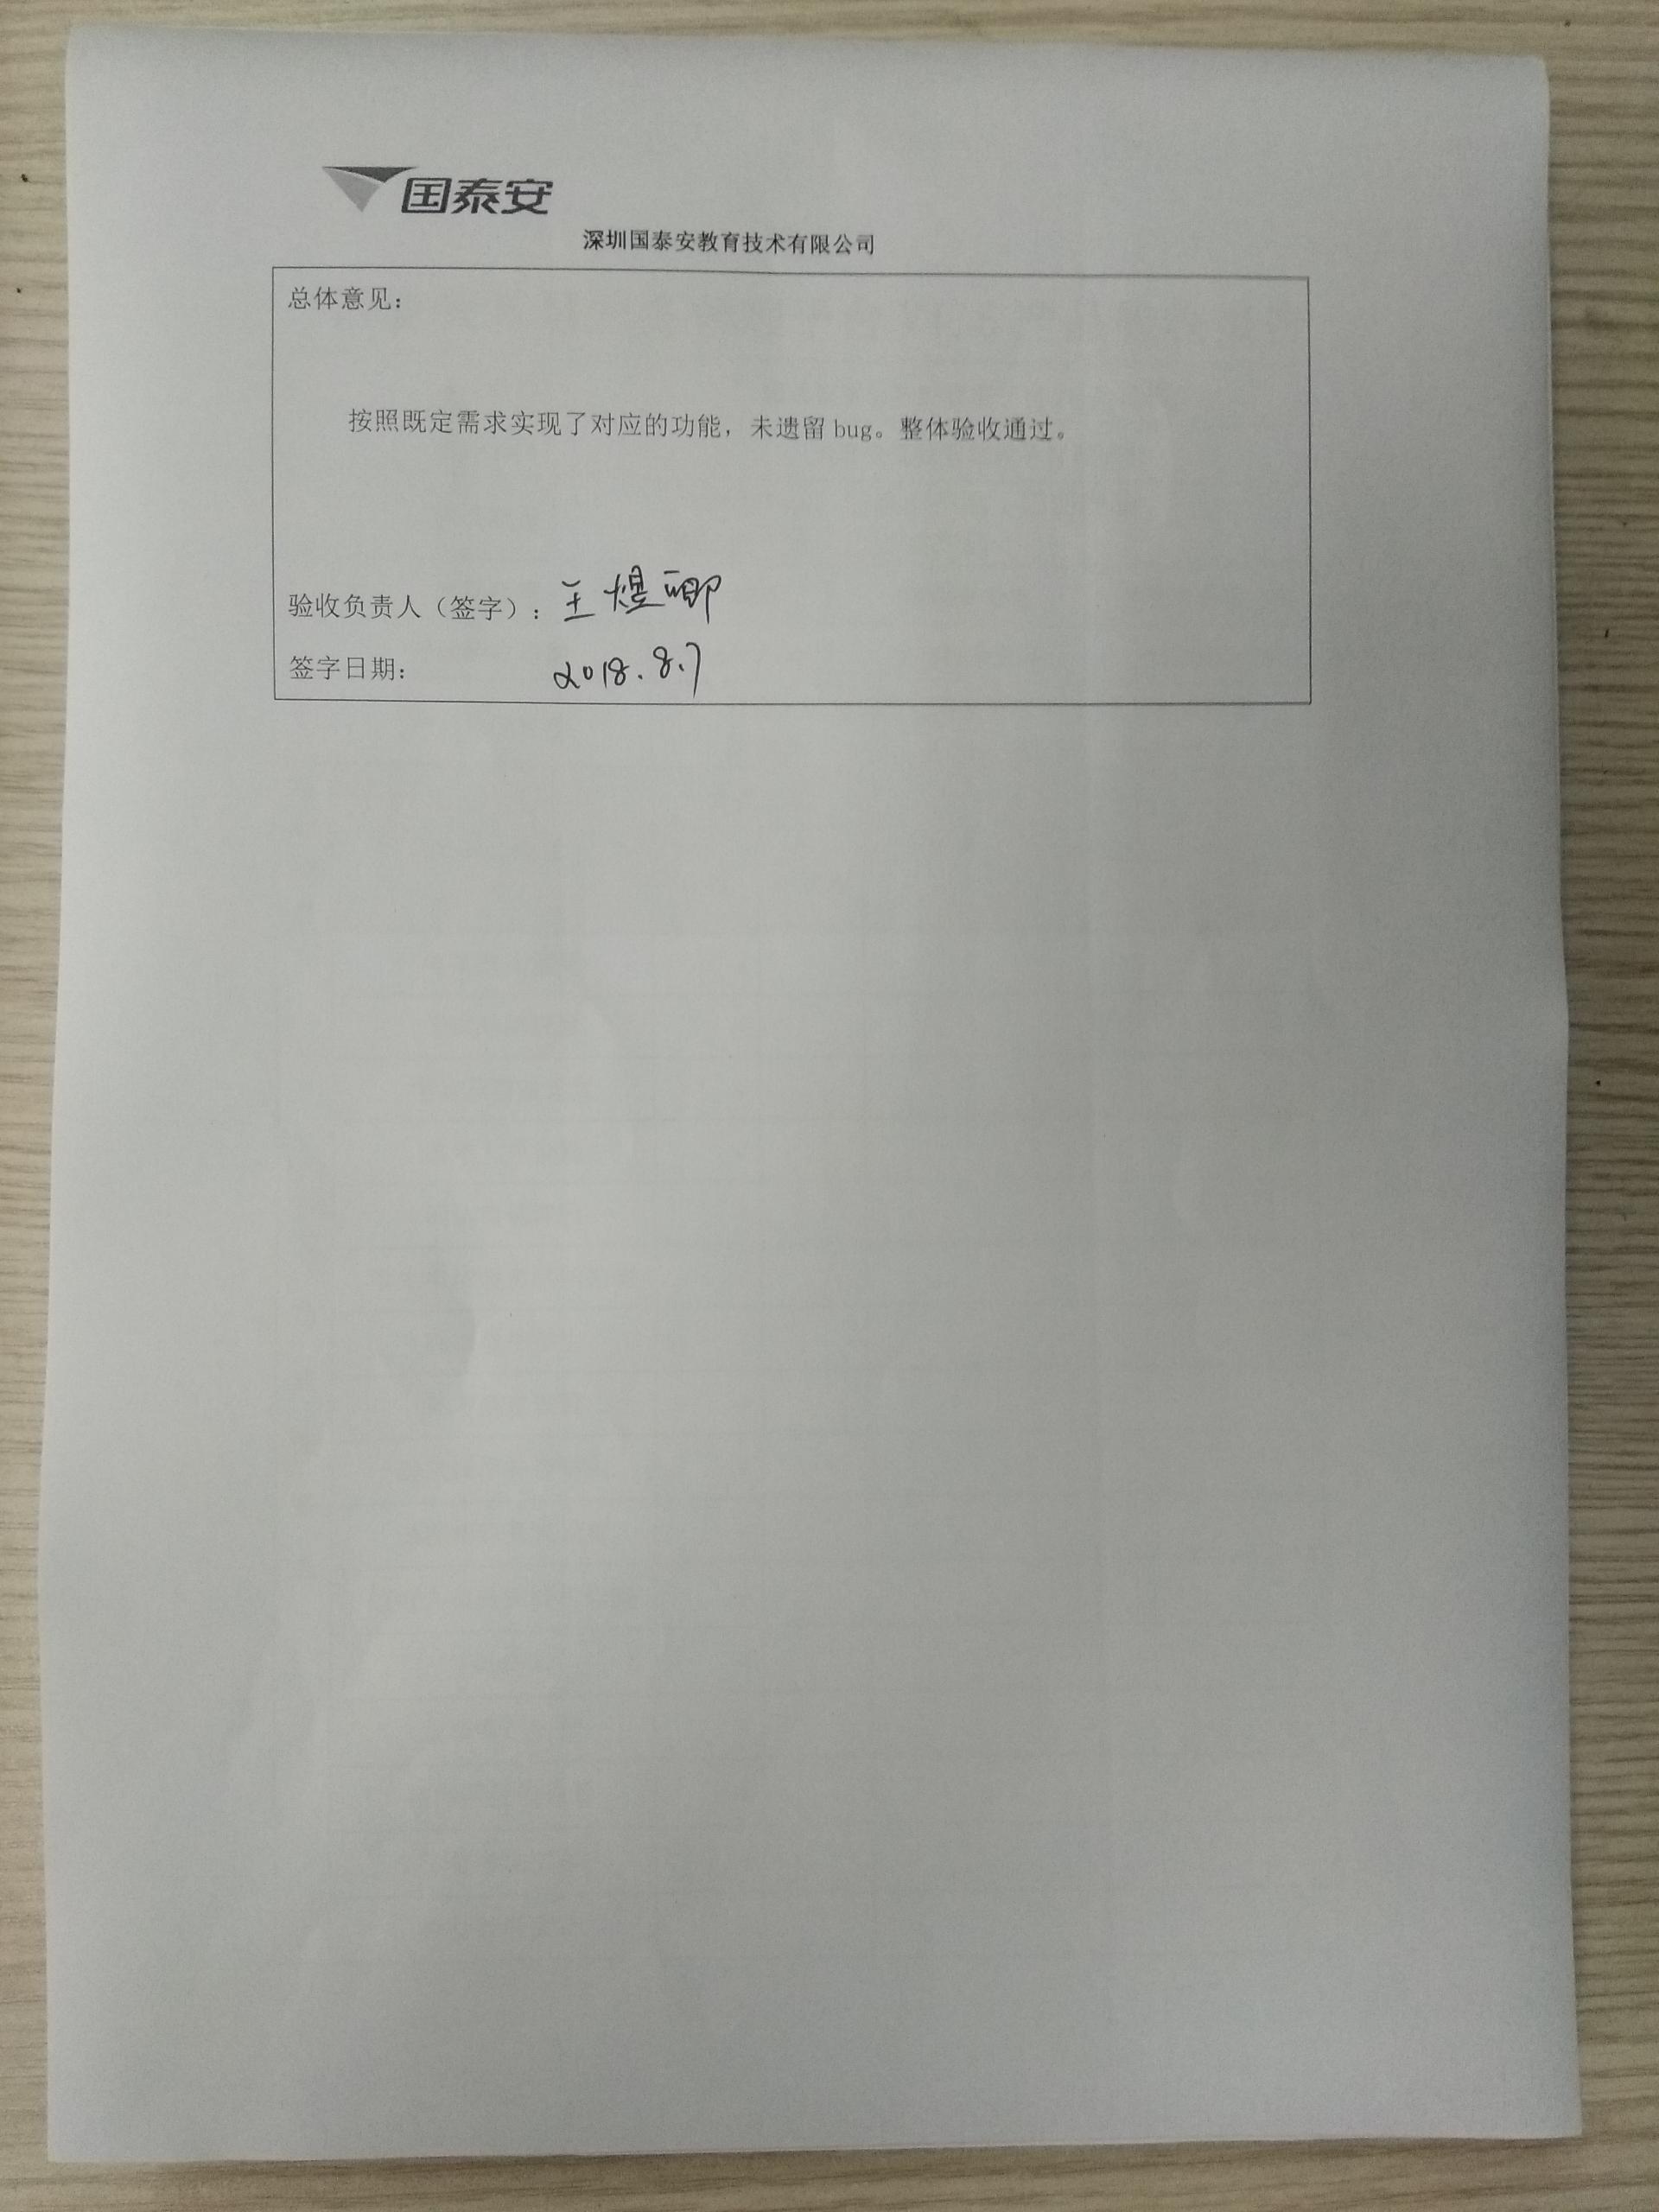 国泰安
深圳国泰安教育技术有限公司
总体意见：
按照既定需求实现了对应的功能，未遗留 bug。整体验收通过。
验收负责人（签字）：王煜卿
签字日期： 2018.8.7